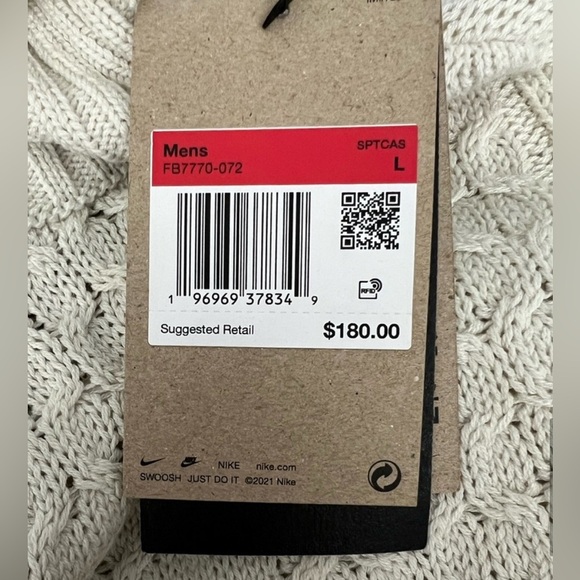 Mens SPTCAS
FB7770-072 L
1 96969 37834 9
RFID
Suggested Retail $180.00
NIKE nike.com
SWOOSH JUST DO IT ©2021 Nike